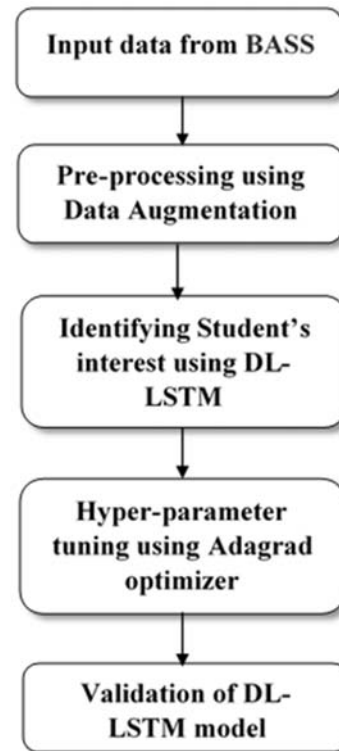 Input data from BASS
Pre-processing using
Data Augmentation
Identifying Student's
interest using DL-
LSTM
Hyper-parameter
tuning using Adagrad
optimizer
Validation of DL-
LSTM model